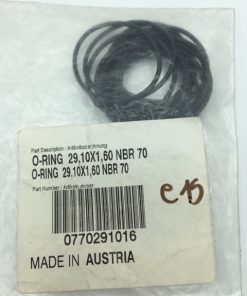 Part Description : Artikelbezeichnung:
O-RING 29,10X1,60 NBR 70
O-RING 29,10X1,60 NBR 70
Part Number : Artikelnummer:
0770291016
MADE IN AUSTRIA
e 15